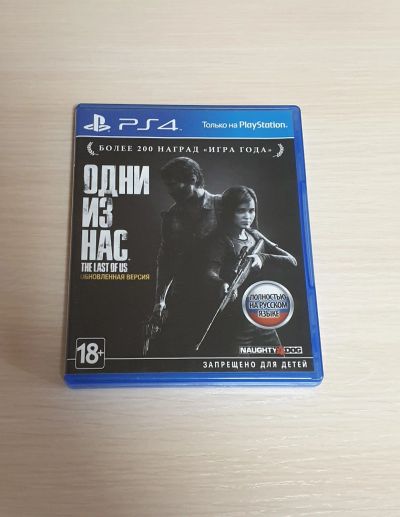 PS4
Только на PlayStation.
БОЛЕЕ 200 НАГРАД «ИГРА ГОДА»
ОДНИ
ИЗ
НАС
THE LAST OF US
ОБНОВЛЕННАЯ ВЕРСИЯ
ПОЛНОСТЬЮ
НА РУССКОМ
ЯЗЫКЕ
NAUGHTY DOG
18+
ЗАПРЕЩЕНО ДЛЯ ДЕТЕЙ